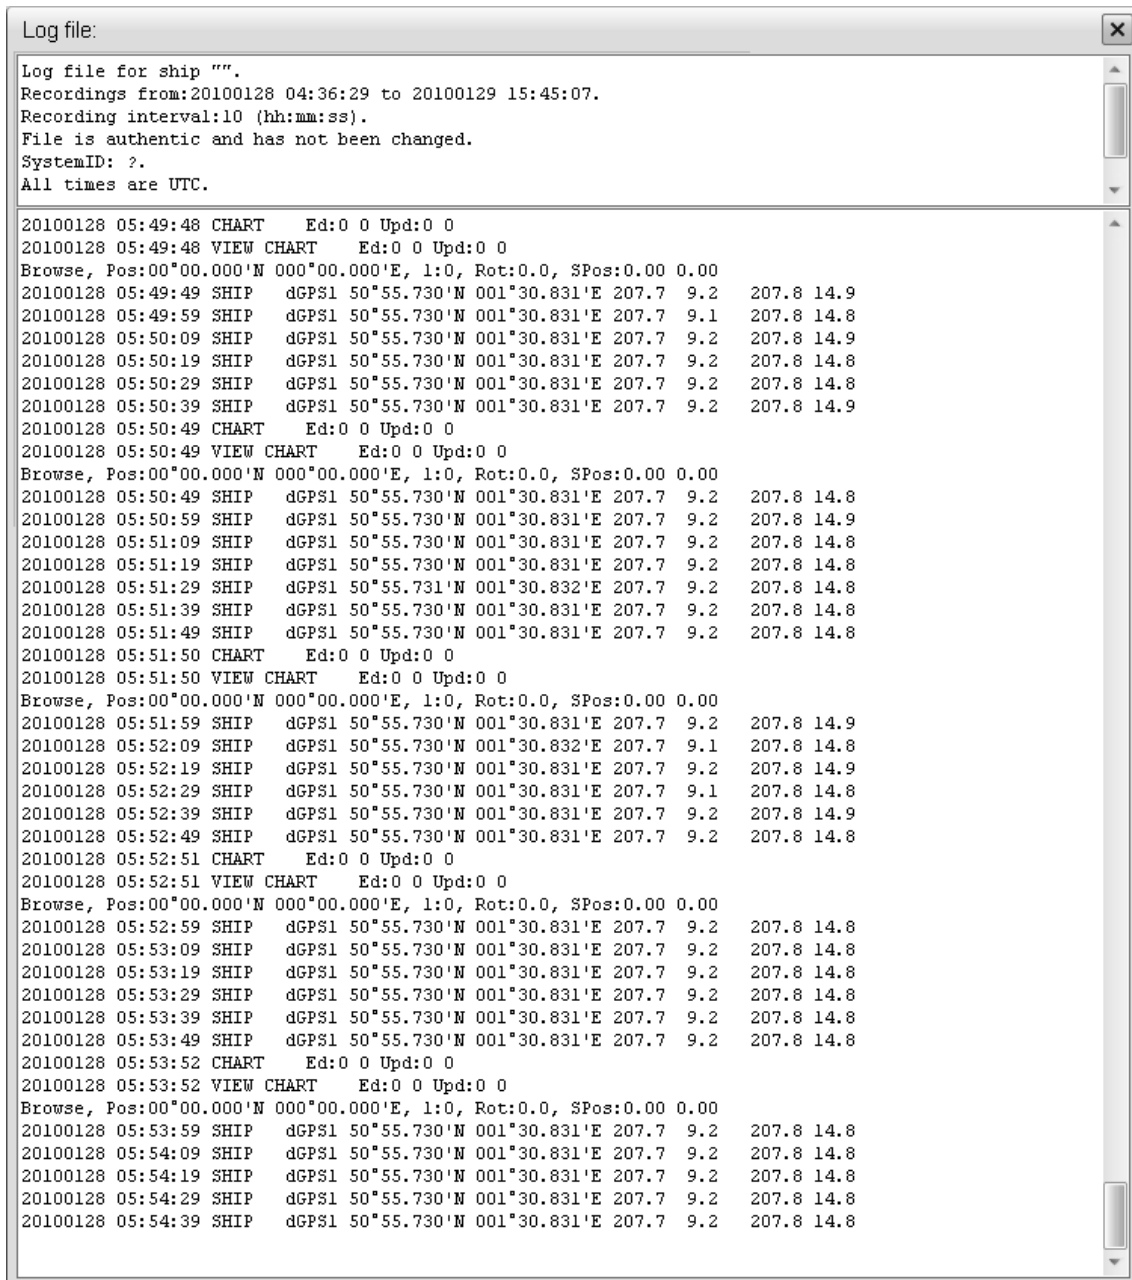 Log file:
Log file for ship "".
Recordings from:20100128 04:36:29 to 20100129 15:45:07.
Recording interval:10 (hh:mm:ss).
File is authentic and has not been changed.
SystemID: ?.
All times are UTC.
20100128 05:49:48 CHART    Ed:0 0 Upd:0 0
20100128 05:49:48 VIEW CHART    Ed:0 0 Upd:0 0
Browse, Pos:00°00.000'N 000°00.000'E, 1:0, Rot:0.0, SPos:0.00 0.00
20100128 05:49:49 SHIP   dGPS1 50°55.730'N 001°30.831'E 207.7  9.2   207.8 14.9
20100128 05:49:59 SHIP   dGPS1 50°55.730'N 001°30.831'E 207.7  9.1   207.8 14.8
20100128 05:50:09 SHIP   dGPS1 50°55.730'N 001°30.831'E 207.7  9.2   207.8 14.9
20100128 05:50:19 SHIP   dGPS1 50°55.730'N 001°30.831'E 207.7  9.2   207.8 14.8
20100128 05:50:29 SHIP   dGPS1 50°55.730'N 001°30.831'E 207.7  9.2   207.8 14.8
20100128 05:50:39 SHIP   dGPS1 50°55.730'N 001°30.831'E 207.7  9.2   207.8 14.9
20100128 05:50:49 CHART    Ed:0 0 Upd:0 0
20100128 05:50:49 VIEW CHART    Ed:0 0 Upd:0 0
Browse, Pos:00°00.000'N 000°00.000'E, 1:0, Rot:0.0, SPos:0.00 0.00
20100128 05:50:49 SHIP   dGPS1 50°55.730'N 001°30.831'E 207.7  9.2   207.8 14.8
20100128 05:50:59 SHIP   dGPS1 50°55.730'N 001°30.831'E 207.7  9.2   207.8 14.9
20100128 05:51:09 SHIP   dGPS1 50°55.730'N 001°30.831'E 207.7  9.2   207.8 14.8
20100128 05:51:19 SHIP   dGPS1 50°55.730'N 001°30.831'E 207.7  9.2   207.8 14.8
20100128 05:51:29 SHIP   dGPS1 50°55.731'N 001°30.832'E 207.7  9.2   207.8 14.8
20100128 05:51:39 SHIP   dGPS1 50°55.730'N 001°30.831'E 207.7  9.2   207.8 14.8
20100128 05:51:49 SHIP   dGPS1 50°55.730'N 001°30.831'E 207.7  9.2   207.8 14.8
20100128 05:51:50 CHART    Ed:0 0 Upd:0 0
20100128 05:51:50 VIEW CHART    Ed:0 0 Upd:0 0
Browse, Pos:00°00.000'N 000°00.000'E, 1:0, Rot:0.0, SPos:0.00 0.00
20100128 05:51:59 SHIP   dGPS1 50°55.730'N 001°30.831'E 207.7  9.2   207.8 14.9
20100128 05:52:09 SHIP   dGPS1 50°55.730'N 001°30.832'E 207.7  9.1   207.8 14.8
20100128 05:52:19 SHIP   dGPS1 50°55.730'N 001°30.831'E 207.7  9.2   207.8 14.9
20100128 05:52:29 SHIP   dGPS1 50°55.730'N 001°30.831'E 207.7  9.1   207.8 14.8
20100128 05:52:39 SHIP   dGPS1 50°55.730'N 001°30.831'E 207.7  9.2   207.8 14.9
20100128 05:52:49 SHIP   dGPS1 50°55.730'N 001°30.831'E 207.7  9.2   207.8 14.8
20100128 05:52:51 CHART    Ed:0 0 Upd:0 0
20100128 05:52:51 VIEW CHART    Ed:0 0 Upd:0 0
Browse, Pos:00°00.000'N 000°00.000'E, 1:0, Rot:0.0, SPos:0.00 0.00
20100128 05:52:59 SHIP   dGPS1 50°55.730'N 001°30.831'E 207.7  9.2   207.8 14.8
20100128 05:53:09 SHIP   dGPS1 50°55.730'N 001°30.831'E 207.7  9.2   207.8 14.8
20100128 05:53:19 SHIP   dGPS1 50°55.730'N 001°30.831'E 207.7  9.2   207.8 14.8
20100128 05:53:29 SHIP   dGPS1 50°55.730'N 001°30.831'E 207.7  9.2   207.8 14.8
20100128 05:53:39 SHIP   dGPS1 50°55.730'N 001°30.831'E 207.7  9.2   207.8 14.8
20100128 05:53:49 SHIP   dGPS1 50°55.730'N 001°30.831'E 207.7  9.2   207.8 14.8
20100128 05:53:52 CHART    Ed:0 0 Upd:0 0
20100128 05:53:52 VIEW CHART    Ed:0 0 Upd:0 0
Browse, Pos:00°00.000'N 000°00.000'E, 1:0, Rot:0.0, SPos:0.00 0.00
20100128 05:53:59 SHIP   dGPS1 50°55.730'N 001°30.831'E 207.7  9.2   207.8 14.8
20100128 05:54:09 SHIP   dGPS1 50°55.730'N 001°30.831'E 207.7  9.2   207.8 14.8
20100128 05:54:19 SHIP   dGPS1 50°55.730'N 001°30.831'E 207.7  9.2   207.8 14.8
20100128 05:54:29 SHIP   dGPS1 50°55.730'N 001°30.831'E 207.7  9.2   207.8 14.8
20100128 05:54:39 SHIP   dGPS1 50°55.730'N 001°30.831'E 207.7  9.2   207.8 14.8